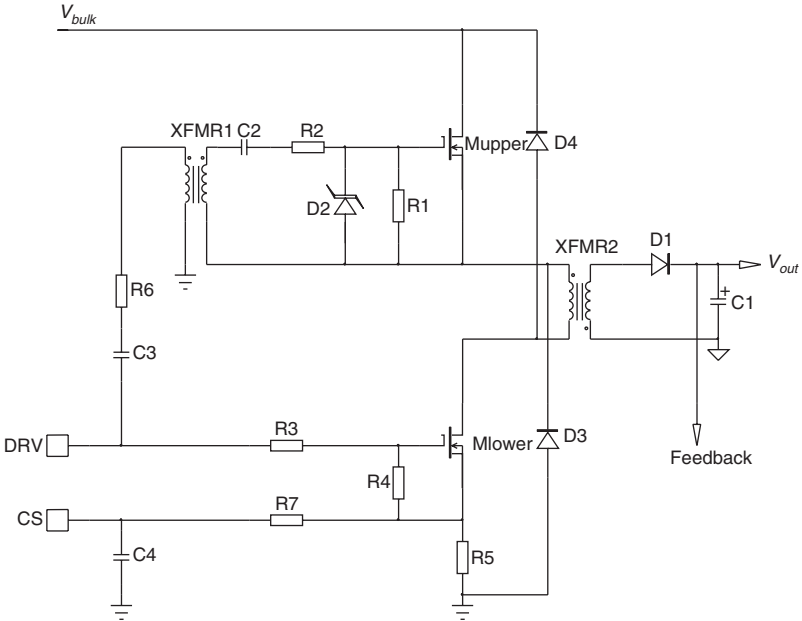 Vbulk
XFMR1 C2 R2
Mupper D4
D2 R1
XFMR2 D1
Vout
R6
C1
C3
DRV R3
Mlower D3
Feedback
R4
CS R7
C4 R5